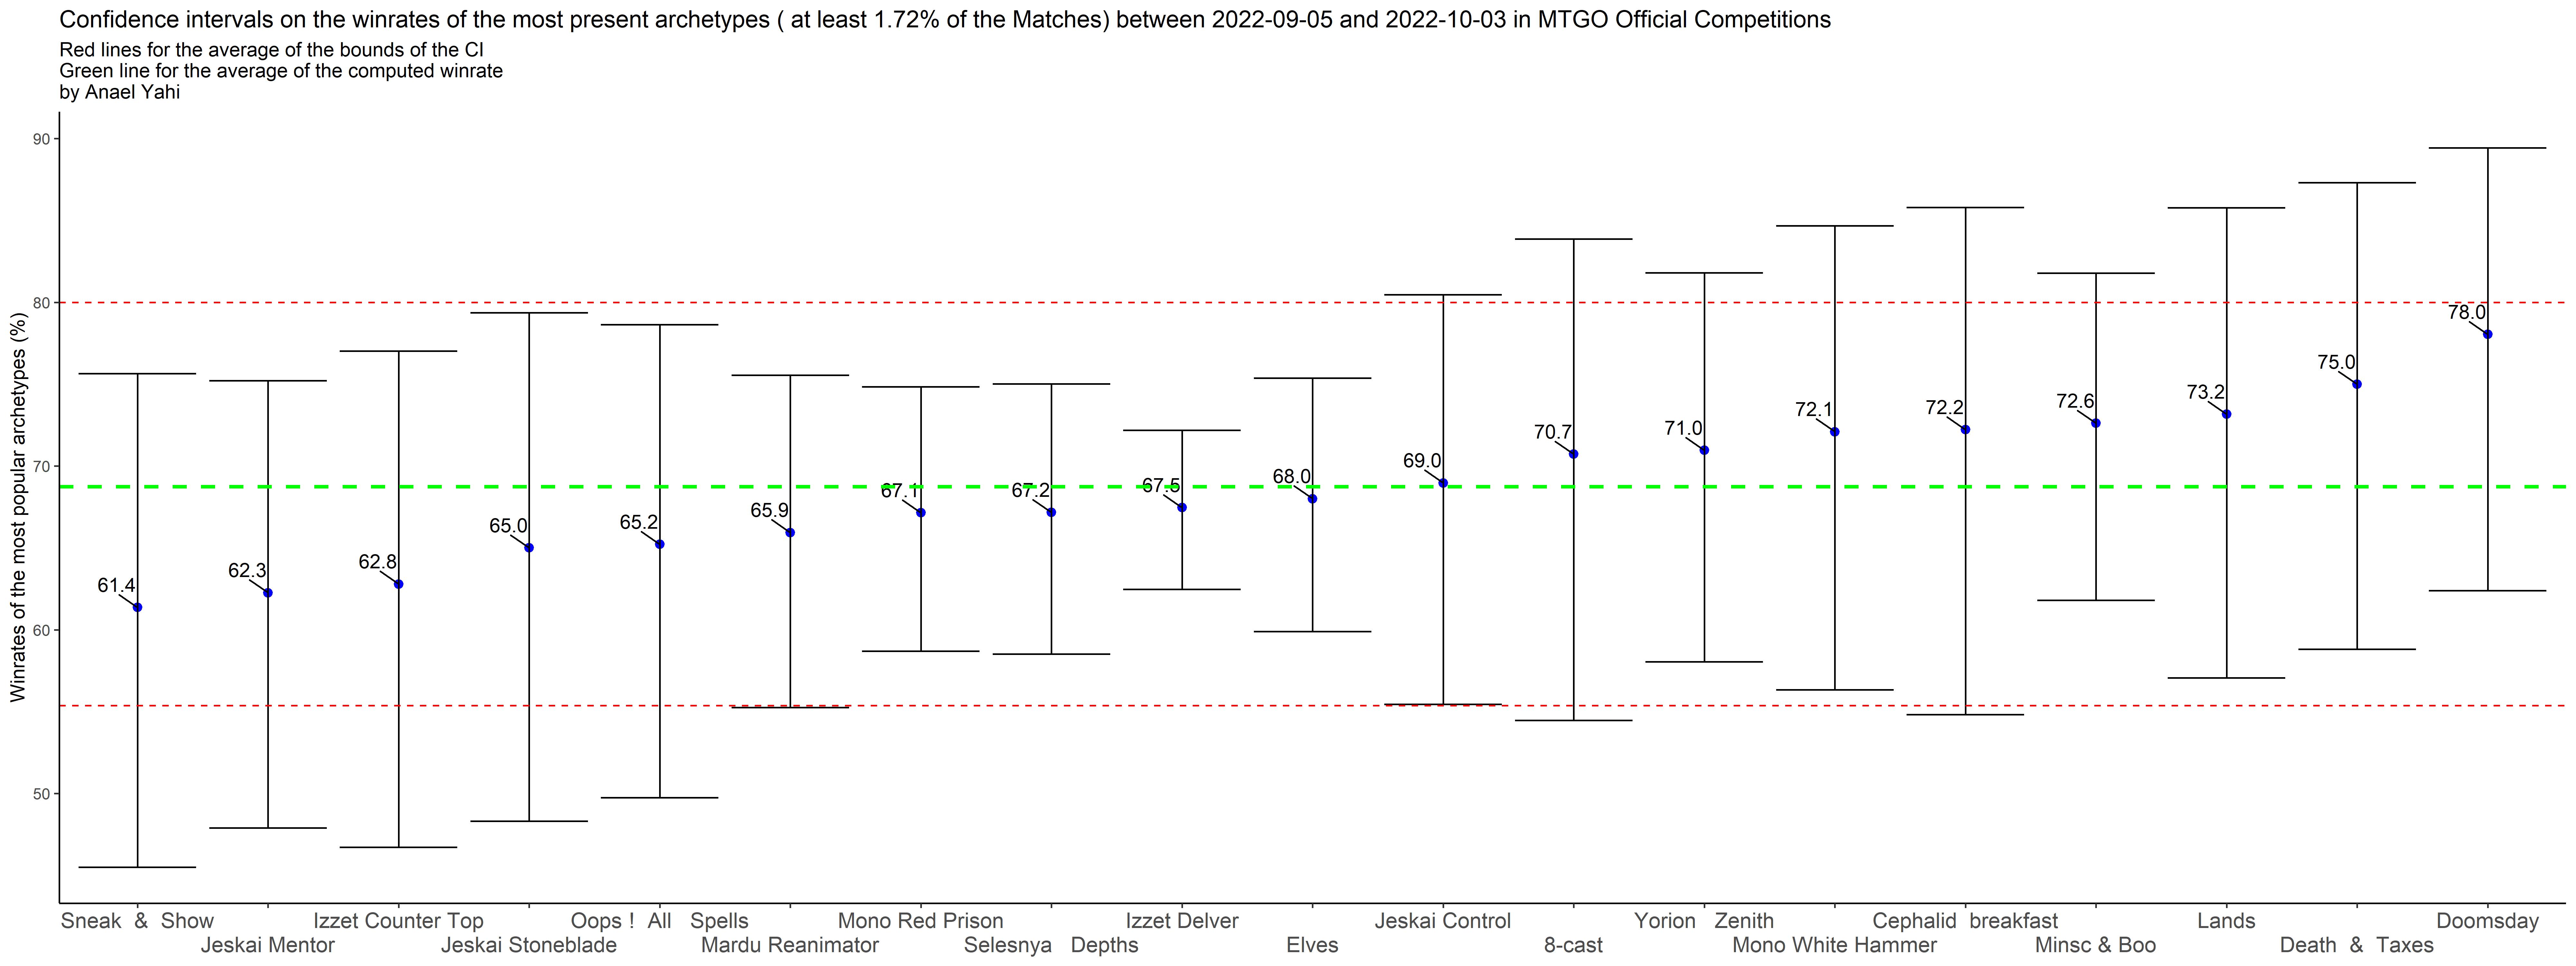 Confidence intervals on the winrates of the most present archetypes ( at least 1.72% of the Matches) between 2022-09-05 and 2022-10-03 in MTGO Official Competitions
Red lines for the average of the bounds of the CI
Green line for the average of the computed winrate
by Anael Yahi
Winrates of the most popular archetypes (%)
90
80
70
60
50
61.4
62.3
62.8
65.0
65.2
65.9
67.1
67.2
67.5
68.0
69.0
70.7
71.0
72.1
72.2
72.6
73.2
75.0
78.0
Sneak & Show
Jeskai Mentor
Izzet Counter Top
Jeskai Stoneblade
Oops ! All Spells
Mardu Reanimator
Mono Red Prison
Selesnya Depths
Izzet Delver
Elves
Jeskai Control
8-cast
Yorion Zenith
Mono White Hammer
Cephalid breakfast
Minsc & Boo
Lands
Death & Taxes
Doomsday